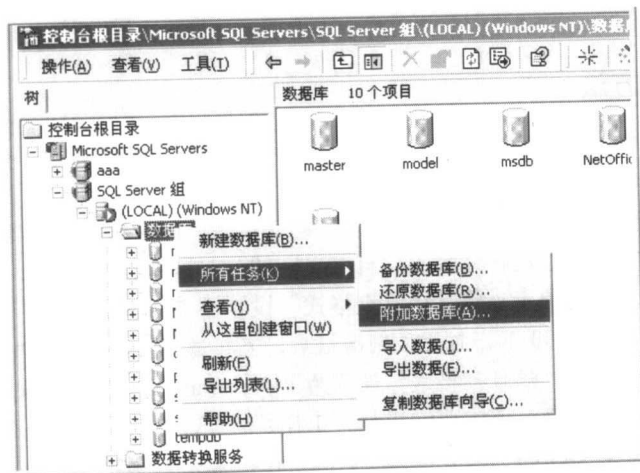 控制台根目录\Microsoft SQL Servers\SQL Server 组\(LOCAL) (Windows NT)\数据
操作(A) 查看(V) 工具(T)
树
数据库 10 个项目
控制台根目录
Microsoft SQL Servers
aaa
SQL Server 组
(LOCAL) (Windows NT)
数据
master model msdb NetOffic
新建数据库(B)...
所有任务(K)
查看(V)
从这里创建窗口(W)
刷新(F)
导出列表(L)...
帮助(H)
备份数据库(B)...
还原数据库(R)...
附加数据库(A)...
导入数据(I)...
导出数据(E)...
复制数据库向导(C)...
tempdb
数据转换服务